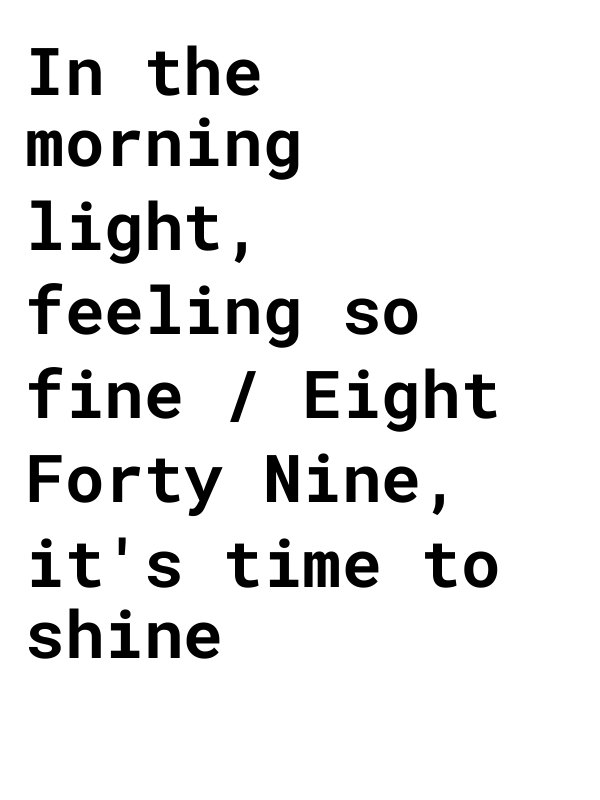 In the
morning
light,
feeling so
fine / Eight
Forty Nine,
it's time to
shine